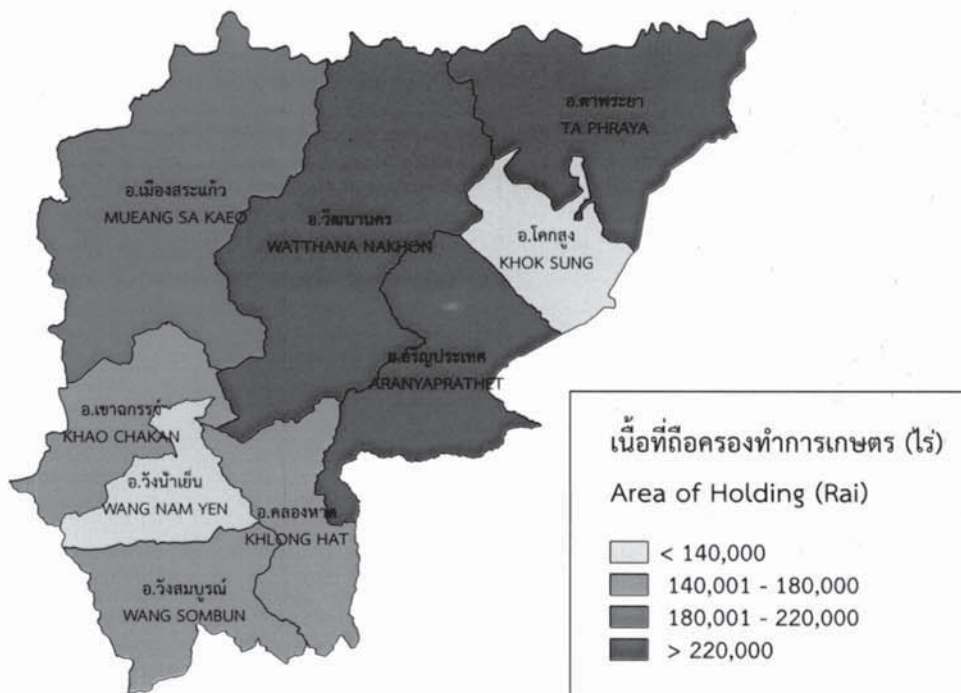 อ.ตาพระยา
TA PHRAYA
อ.เมืองสระแก้ว
MUEANG SA KAEO
อ.วัฒนานคร
WATTHANA NAKHON
อ.โคกสูง
KHOK SUNG
อ.อรัญประเทศ
ARANYAPRATHET
อ.เขาฉกรรจ์
KHAO CHAKAN
อ.วังน้ำเย็น
WANG NAM YEN
อ.คลองหาด
KHLONG HAT
อ.วังสมบูรณ์
WANG SOMBUN
เนื้อที่ถือครองทำการเกษตร (ไร่)
Area of Holding (Rai)
< 140,000
140,001 - 180,000
180,001 - 220,000
> 220,000